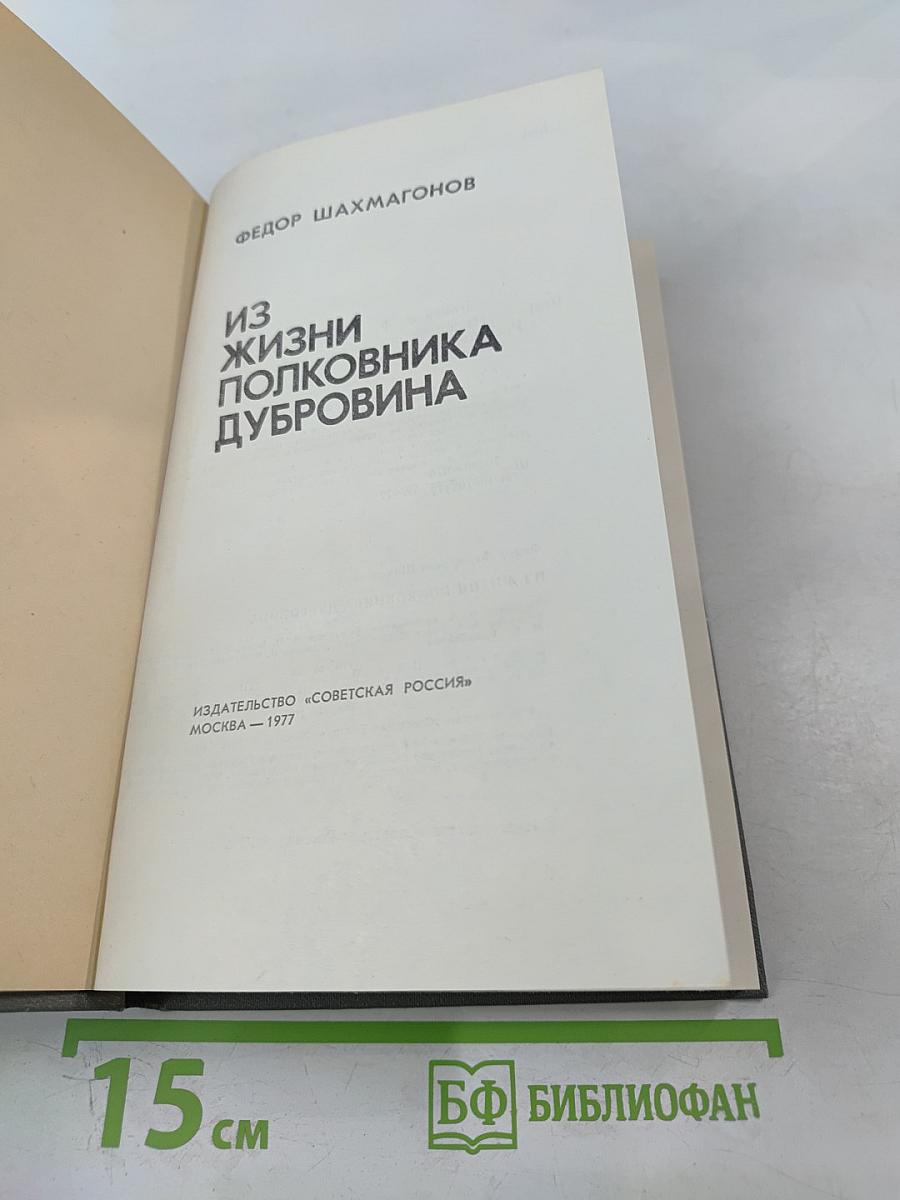 ФЕДОР ШАХМАГОНОВ
ИЗ
ЖИЗНИ
ПОЛКОВНИКА
ДУБРОВИНА
ИЗДАТЕЛЬСТВО «СОВЕТСКАЯ РОССИЯ»
МОСКВА — 1977
15 см
БФ БИБЛИОФАН